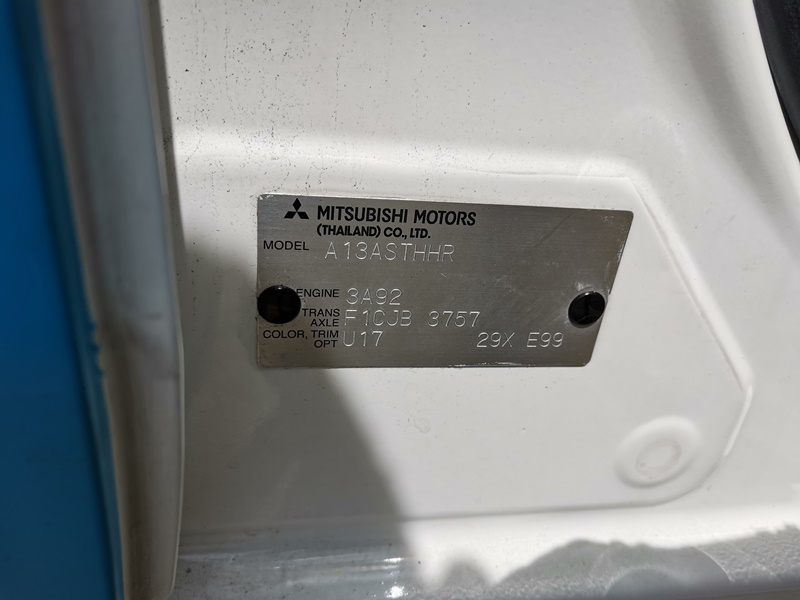 MITSUBISHI MOTORS
(THAILAND) CO., LTD.
MODEL A13ASTHHR
ENGINE 3A92
TRANS AXLE F1CJB 3757
COLOR, TRIM OPT U17 29X E99